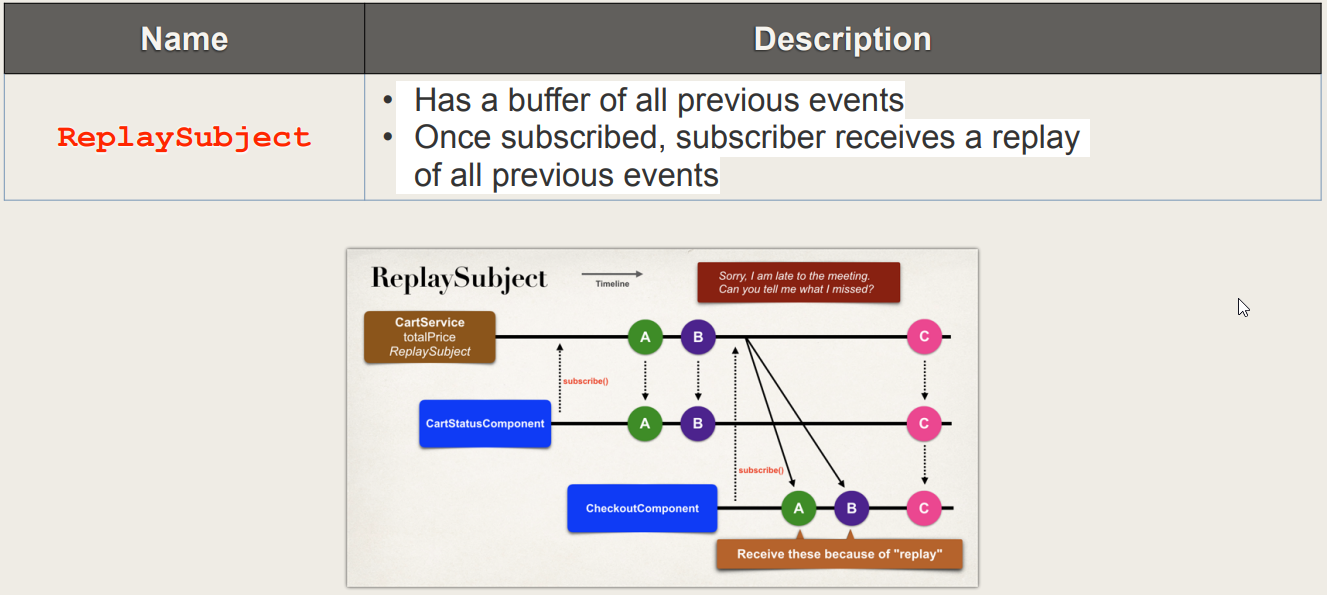 Name
Description
ReplaySubject
• Has a buffer of all previous events
• Once subscribed, subscriber receives a replay
of all previous events
ReplaySubject
Timeline
Sorry, I am late to the meeting.
Can you tell me what I missed?
CartService
totalPrice
ReplaySubject
A
B
C
subscribe()
CartStatusComponent
A
B
C
subscribe()
CheckoutComponent
A
B
C
Receive these because of "replay"